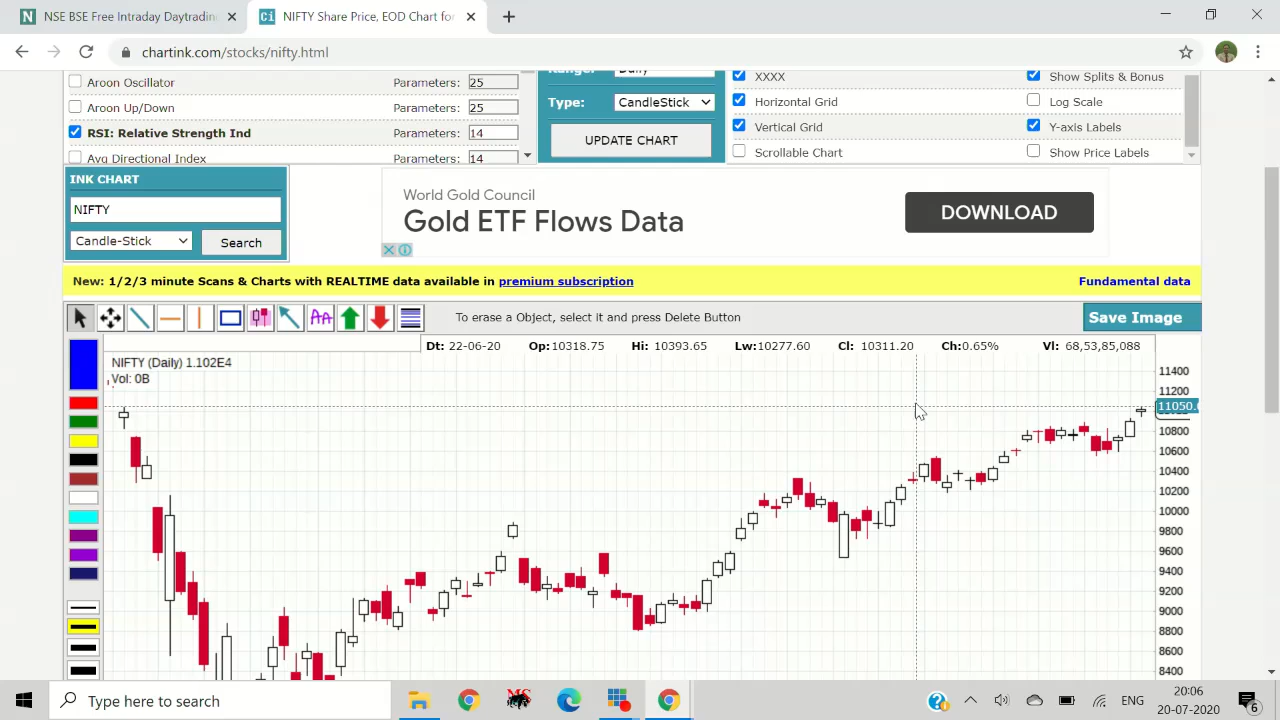 NSE BSE Free Intraday
NIFTY Share Price, EOD Chart for
chartink.com/stocks/nifty.html
Aroon Oscillator Parameters: 25
Aroon Up/Down Parameters: 25
RSI: Relative Strength Ind Parameters: 14
Avg Directional Index Parameters: 14
Range: Daily
Type: CandleStick
UPDATE CHART
XXXX Show Splits & Bonus
Horizontal Grid Log Scale
Vertical Grid Y-axis Labels
Scrollable Chart Show Price Labels
INK CHART
NIFTY
Candle-Stick Search
World Gold Council
Gold ETF Flows Data
DOWNLOAD
New: 1/2/3 minute Scans & Charts with REALTIME data available in premium subscription Fundamental data
To erase a Object, select it and press Delete Button
Save Image
Dt: 22-06-20 Op:10318.75 Hi: 10393.65 Lw:10277.60 Cl: 10311.20 Ch:0.65% Vl: 68,53,85,088
NIFTY (Daily) 1.102E4
Vol: 0B
11400
11200
11050.
10800
10600
10400
10200
10000
9800
9600
9400
9200
9000
8800
8600
8400
Type here to search
ENG
20:06
20-07-2020
6